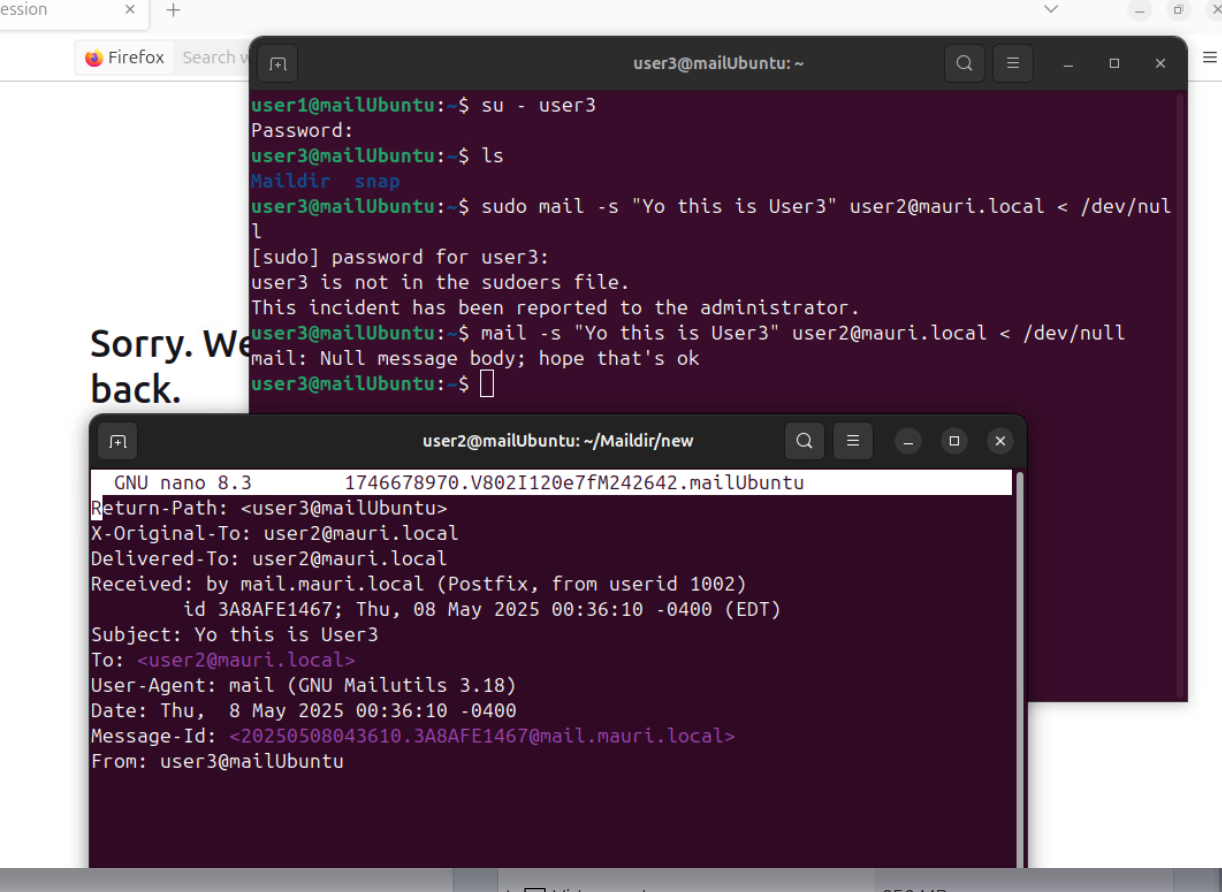 ession × +
Firefox Search
user3@mailUbuntu: ~
user1@mailUbuntu:~$ su - user3
Password:
user3@mailUbuntu:~$ ls
Maildir snap
user3@mailUbuntu:~$ sudo mail -s "Yo this is User3" user2@mauri.local < /dev/nul
l
[sudo] password for user3:
user3 is not in the sudoers file.
This incident has been reported to the administrator.
user3@mailUbuntu:~$ mail -s "Yo this is User3" user2@mauri.local < /dev/null
mail: Null message body; hope that's ok
user3@mailUbuntu:~$
Sorry. We
back.
user2@mailUbuntu: ~/Maildir/new
GNU nano 8.3 1746678970.V802I120e7fM242642.mailUbuntu
Return-Path: <user3@mailUbuntu>
X-Original-To: user2@mauri.local
Delivered-To: user2@mauri.local
Received: by mail.mauri.local (Postfix, from userid 1002)
id 3A8AFE1467; Thu, 08 May 2025 00:36:10 -0400 (EDT)
Subject: Yo this is User3
To: <user2@mauri.local>
User-Agent: mail (GNU Mailutils 3.18)
Date: Thu, 8 May 2025 00:36:10 -0400
Message-Id: <20250508043610.3A8AFE1467@mail.mauri.local>
From: user3@mailUbuntu